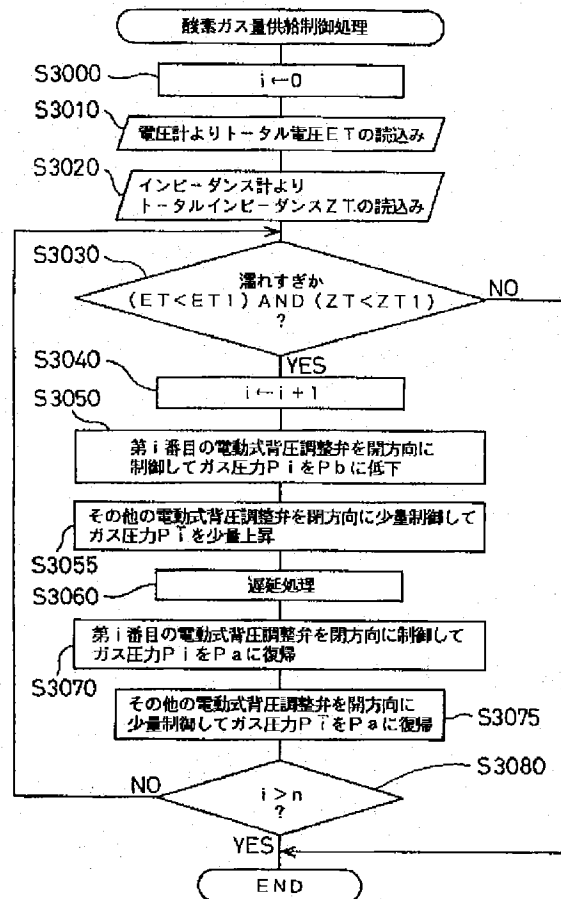 酸素ガス量供給制御処理
S3000
i←0
S3010
電圧計よりトータル電圧ETの読込み
S3020
インピーダンス計より
トータルインピーダンスZTの読込み
S3030
濡れすぎか
(ET<ET1) AND (ZT<ZT1)
?
NO
YES
S3040
i←i+1
S3050
第i番目の電動式背圧調整弁を開方向に
制御してガス圧力PiをPbに低下
その他の電動式背圧調整弁を閉方向に少量制御して
ガス圧力Pi̅を少量上昇
S3055
遅延処理
S3060
第i番目の電動式背圧調整弁を閉方向に制御して
ガス圧力PiをPaに復帰
S3070
その他の電動式背圧調整弁を開方向に
少量制御してガス圧力Pi̅をPaに復帰
S3075
S3080
i>n
?
NO
YES
END